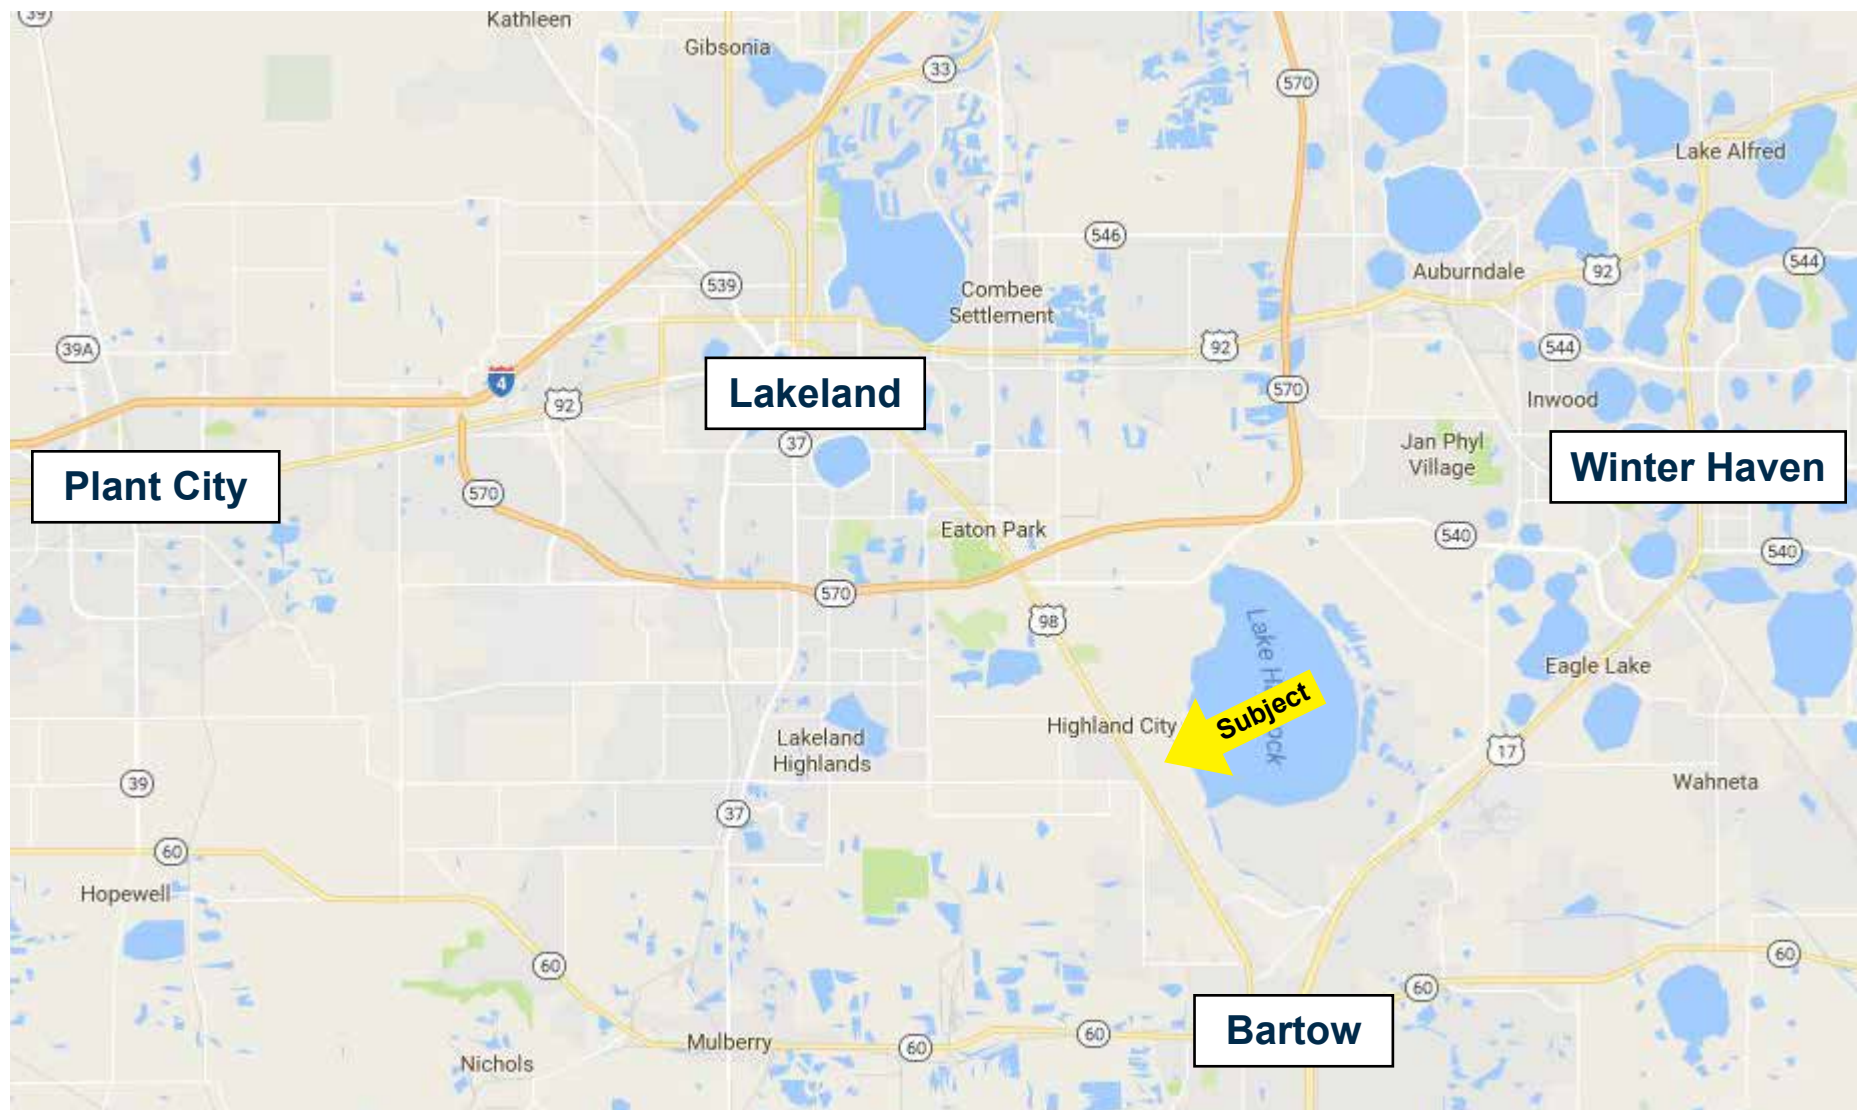 39
Kathleen
Gibsonia
33
570
Lake Alfred
546
544
Auburndale
92
539
Combee
Settlement
39A
92
544
4
92
570
Lakeland
Inwood
37
Jan Phyl
Village
Winter Haven
Plant City
570
Eaton Park
540
540
570
98
Lake H
ock
Eagle Lake
Subject
Highland City
Lakeland
Highlands
17
39
Wahneta
37
60
Hopewell
60
60
60
Bartow
Mulberry
60
60
Nichols